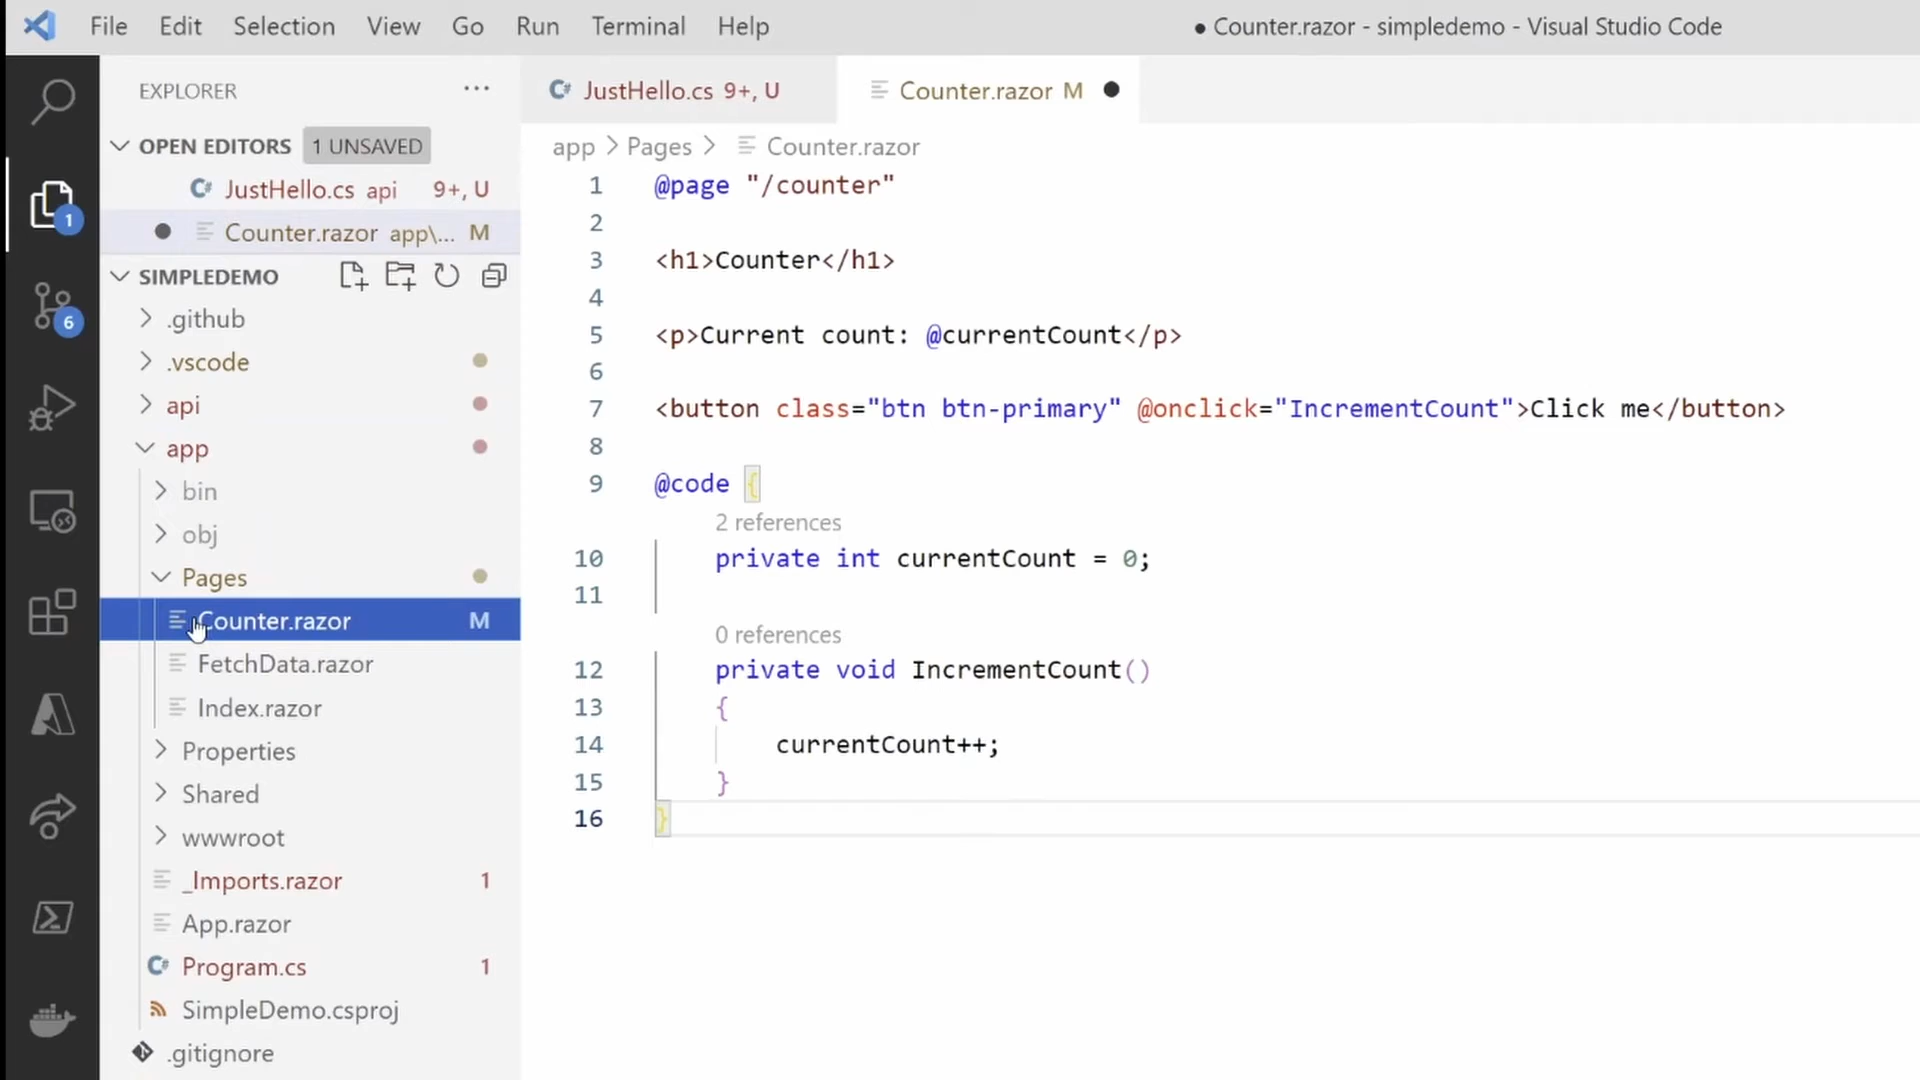 File Edit Selection View Go Run Terminal Help
● Counter.razor - simpledemo - Visual Studio Code
EXPLORER
OPEN EDITORS 1 UNSAVED
JustHello.cs api 9+, U
Counter.razor app\... M
SIMPLEDEMO
.github
.vscode
api
app
bin
obj
Pages
Counter.razor M
FetchData.razor
Index.razor
Properties
Shared
wwwroot
_Imports.razor 1
App.razor
Program.cs 1
SimpleDemo.csproj
.gitignore
1
6
JustHello.cs 9+, U
Counter.razor M
app > Pages > Counter.razor
1 @page "/counter"
2
3 <h1>Counter</h1>
4
5 <p>Current count: @currentCount</p>
6
7 <button class="btn btn-primary" @onclick="IncrementCount">Click me</button>
8
9 @code {
2 references
10 private int currentCount = 0;
11
0 references
12 private void IncrementCount()
13 {
14 currentCount++;
15 }
16 }